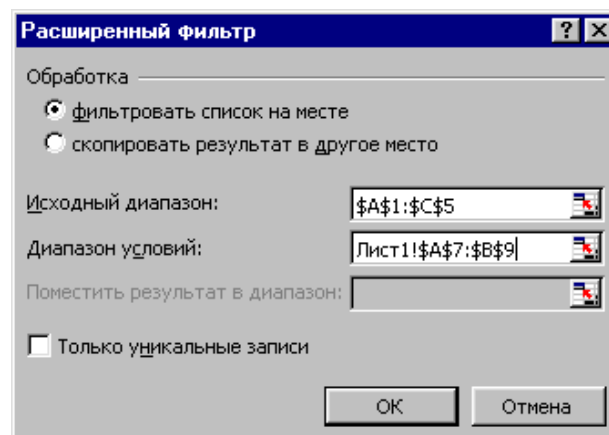 Расширенный фильтр
Обработка
фильтровать список на месте
скопировать результат в другое место
Исходный диапазон: $A$1:$C$5
Диапазон условий: Лист1!$A$7:$B$9
Поместить результат в диапазон:
Только уникальные записи
ОК Отмена